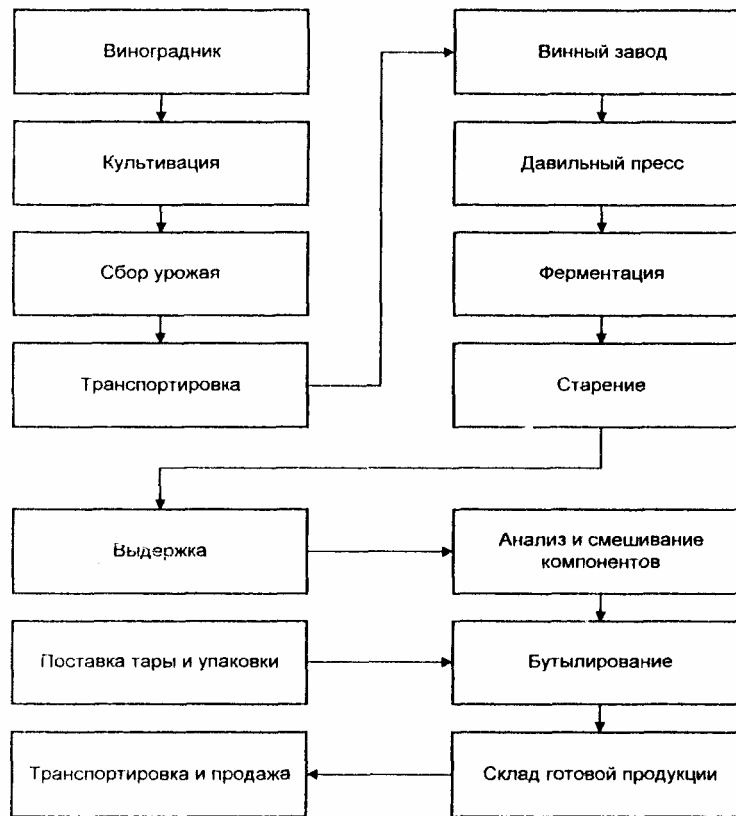 Виноградник
Культивация
Сбор урожая
Транспортировка
Винный завод
Давильный пресс
Ферментация
Старение
Выдержка
Анализ и смешивание
компонентов
Поставка тары и упаковки
Бутылирование
Склад готовой продукции
Транспортировка и продажа